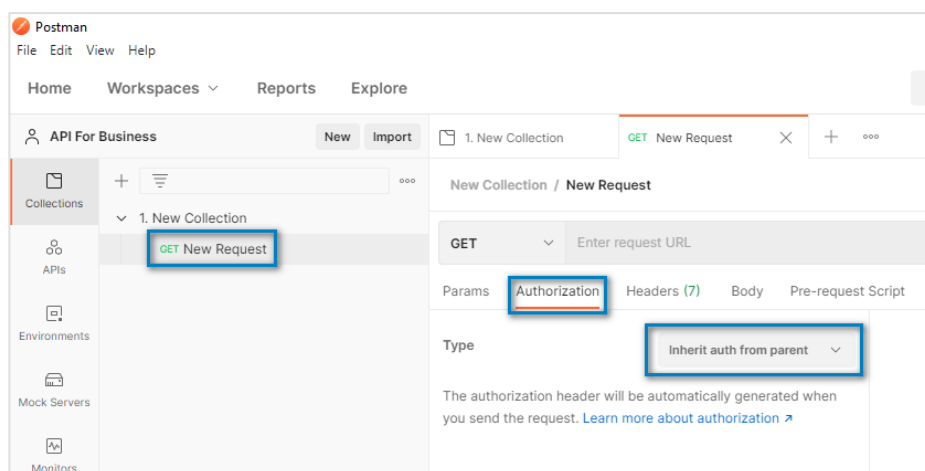 Postman
File Edit View Help
Home Workspaces Reports Explore
API For Business New Import
1. New Collection GET New Request
Collections
New Collection / New Request
1. New Collection
GET New Request
GET Enter request URL
APIs
Params Authorization Headers (7) Body Pre-request Script
Environments
Type Inherit auth from parent
Mock Servers
The authorization header will be automatically generated when
you send the request. Learn more about authorization ↗
Monitors